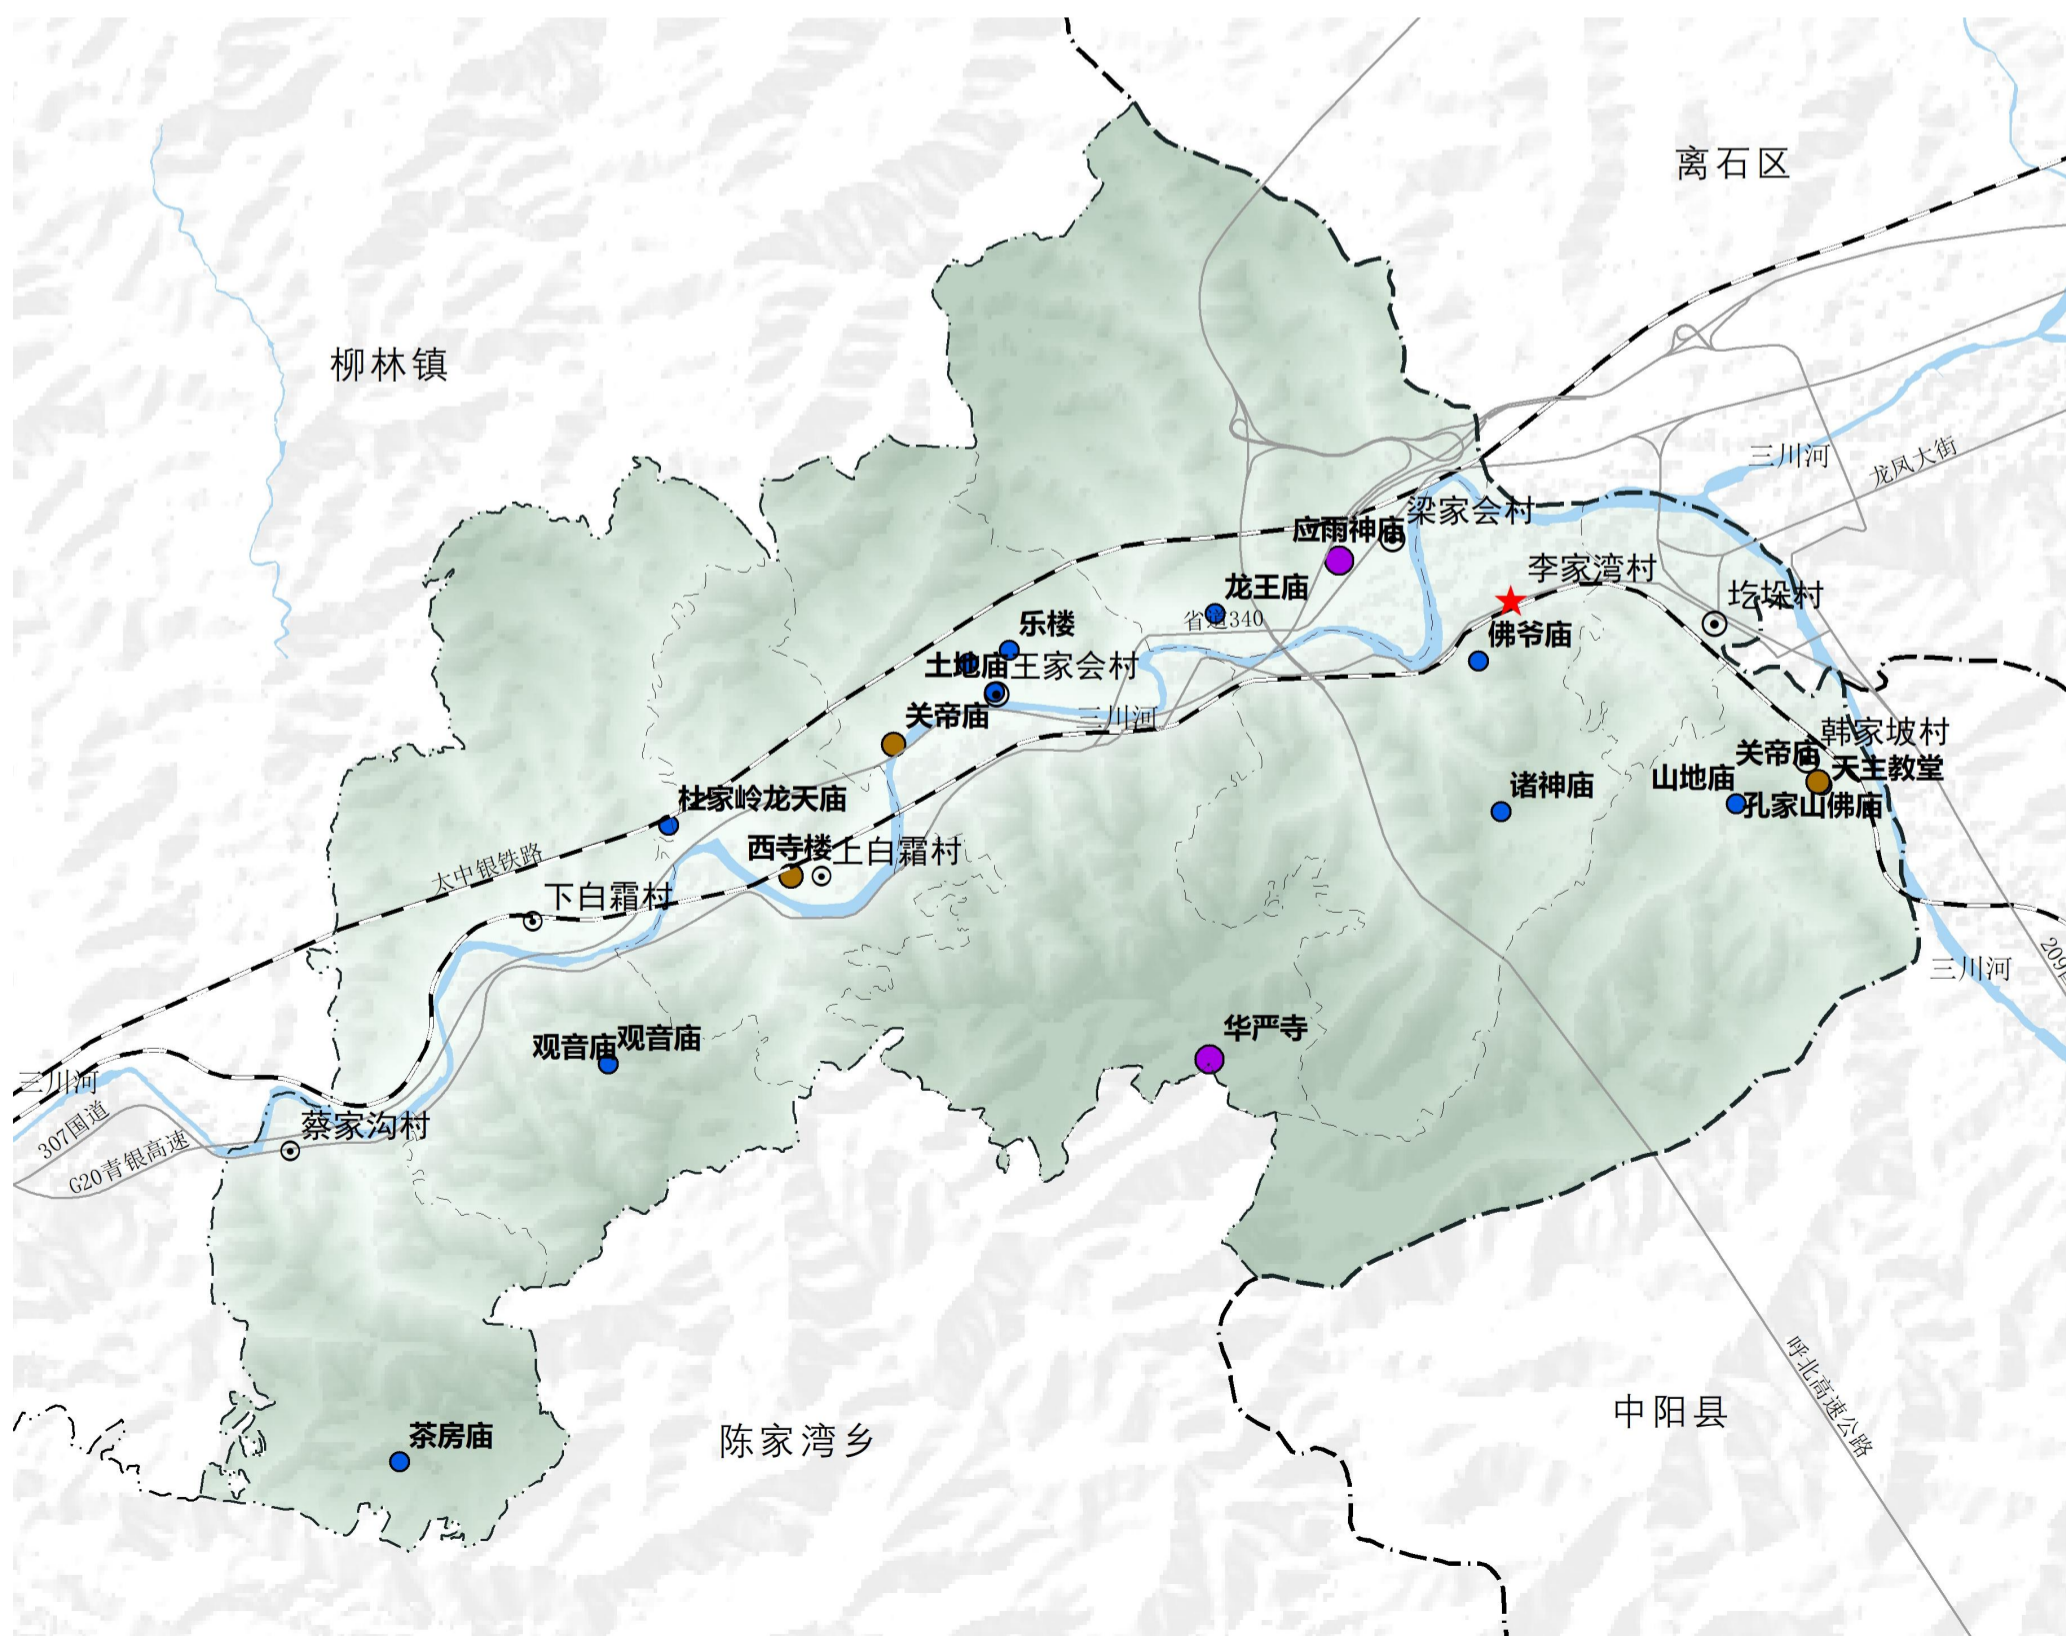 离石区
柳林镇
三川河
龙凤大街
梁家会村
应雨神庙
李家湾村
龙王庙
圪垛村
省道340
乐楼
佛爷庙
土地庙
王家会村
关帝庙
三川河
韩家坡村
关帝庙
天主教堂
山地庙
诸神庙
杜家岭龙天庙
孔家山佛庙
西寺楼
上白霜村
太中银铁路
下白霜村
三川河
观音庙
观音庙
华严寺
三川河
307国道
蔡家沟村
G20青银高速
呼北高速公路
中阳县
茶房庙
陈家湾乡